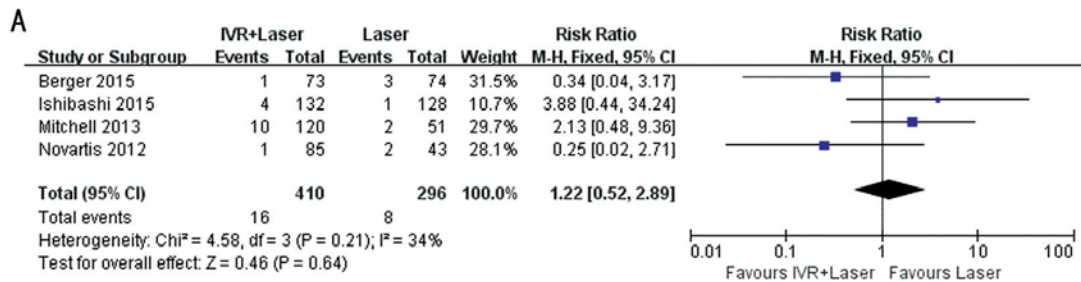 A
IVR+Laser Laser Risk Ratio Risk Ratio
Study or Subgroup Events Total Events Total Weight M-H, Fixed, 95% CI M-H, Fixed, 95% CI
Berger 2015 1 73 3 74 31.5% 0.34 [0.04, 3.17]
Ishibashi 2015 4 132 1 128 10.7% 3.88 [0.44, 34.24]
Mitchell 2013 10 120 2 51 29.7% 2.13 [0.48, 9.36]
Novartis 2012 1 85 2 43 28.1% 0.25 [0.02, 2.71]
Total (95% CI) 410 296 100.0% 1.22 [0.52, 2.89]
Total events 16 8
Heterogeneity: Chi² = 4.58, df = 3 (P = 0.21); I² = 34%
Test for overall effect: Z = 0.46 (P = 0.64)
0.01 0.1 1 10 100
Favours IVR+Laser Favours Laser